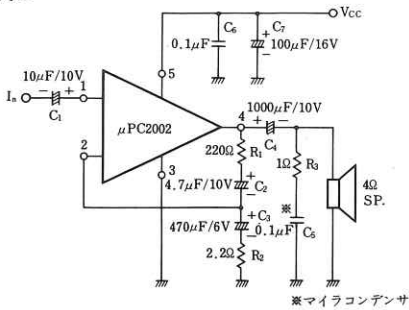 Vcc
C₆
C₇
0.1μF
100μF/16V
10μF/10V
Iₙ
1
C₁
5
μPC2002
4
1000μF/10V
C₄
2
220Ω
R₁
1Ω
R₃
3
4.7μF/10V
C₂
4Ω
SP.
※
470μF/6V
C₃
0.1μF
C₅
2.2Ω
R₂
※マイラコンデンサ